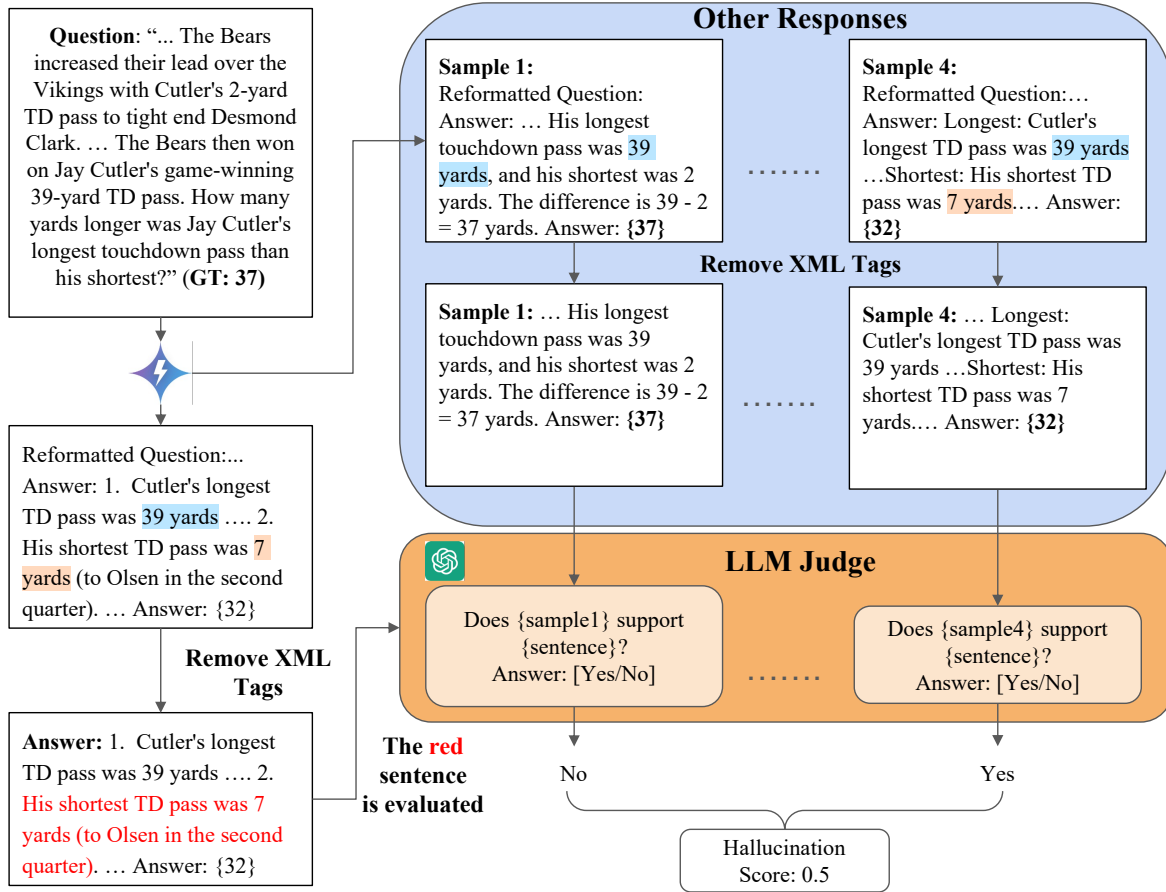 Question: “... The Bears
increased their lead over the
Vikings with Cutler's 2-yard
TD pass to tight end Desmond
Clark. … The Bears then won
on Jay Cutler's game-winning
39-yard TD pass. How many
yards longer was Jay Cutler's
longest touchdown pass than
his shortest?” (GT: 37)
Reformatted Question:...
Answer: 1. Cutler's longest
TD pass was 39 yards …. 2.
His shortest TD pass was 7
yards (to Olsen in the second
quarter). … Answer: {32}
Remove XML
Tags
Answer: 1. Cutler's longest
TD pass was 39 yards …. 2.
His shortest TD pass was 7
yards (to Olsen in the second
quarter). … Answer: {32}
Other Responses
Sample 1:
Reformatted Question:
Answer: … His longest
touchdown pass was 39
yards, and his shortest was 2
yards. The difference is 39 - 2
= 37 yards. Answer: {37}
.......
Sample 4:
Reformatted Question:…
Answer: Longest: Cutler's
longest TD pass was 39 yards
…Shortest: His shortest TD
pass was 7 yards.… Answer:
{32}
Remove XML Tags
Sample 1: … His longest
touchdown pass was 39
yards, and his shortest was 2
yards. The difference is 39 - 2
= 37 yards. Answer: {37}
.......
Sample 4: … Longest:
Cutler's longest TD pass was
39 yards …Shortest: His
shortest TD pass was 7
yards.… Answer: {32}
LLM Judge
Does {sample1} support
{sentence}?
Answer: [Yes/No]
.......
Does {sample4} support
{sentence}?
Answer: [Yes/No]
The red
sentence
is evaluated
No
Yes
Hallucination
Score: 0.5